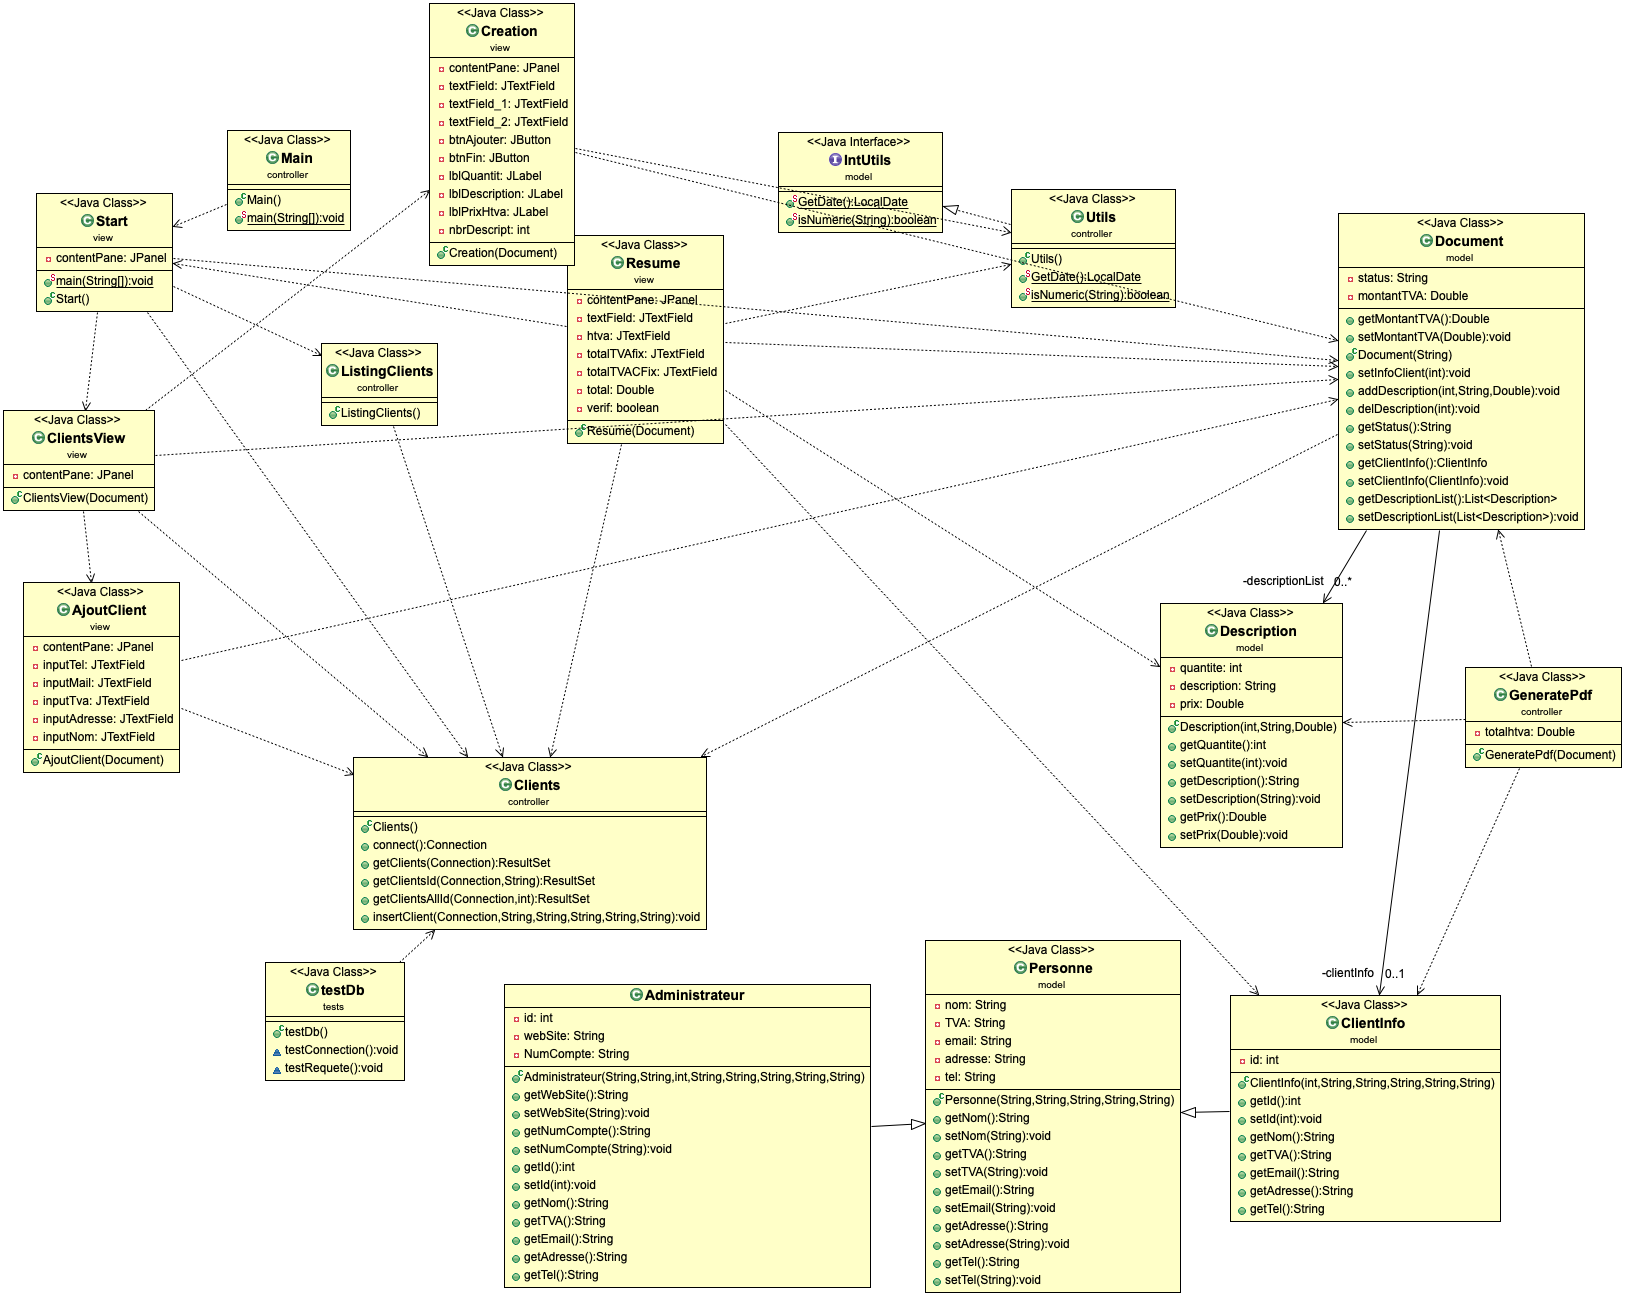 <<Java Class>>
Creation
view
contentPane: JPanel
textField: JTextField
textField_1: JTextField
textField_2: JTextField
btnAjouter: JButton
btnFin: JButton
lblQuantit: JLabel
lblDescription: JLabel
lblPrixHtva: JLabel
nbrDescript: int
Creation(Document)
<<Java Class>>
Main
controller
Main()
main(String[]):void
<<Java Interface>>
IntUtils
model
GetDate():LocalDate
isNumeric(String):boolean
<<Java Class>>
Start
view
contentPane: JPanel
main(String[]):void
Start()
<<Java Class>>
Utils
controller
Utils()
GetDate():LocalDate
isNumeric(String):boolean
<<Java Class>>
Document
model
status: String
montantTVA: Double
getMontantTVA():Double
setMontantTVA(Double):void
Document(String)
setInfoClient(int):void
addDescription(int,String,Double):void
delDescription(int):void
getStatus():String
setStatus(String):void
getClientInfo():ClientInfo
setClientInfo(ClientInfo):void
getDescriptionList():List<Description>
setDescriptionList(List<Description>):void
<<Java Class>>
Resume
view
contentPane: JPanel
textField: JTextField
htva: JTextField
totalTVAfix: JTextField
totalTVACFix: JTextField
total: Double
verif: boolean
Resume(Document)
<<Java Class>>
ListingClients
controller
ListingClients()
<<Java Class>>
ClientsView
view
contentPane: JPanel
ClientsView(Document)
-descriptionList
0..*
<<Java Class>>
AjoutClient
view
contentPane: JPanel
inputTel: JTextField
inputMail: JTextField
inputTva: JTextField
inputAdresse: JTextField
inputNom: JTextField
AjoutClient(Document)
<<Java Class>>
Description
model
quantite: int
description: String
prix: Double
Description(int,String,Double)
getQuantite():int
setQuantite(int):void
getDescription():String
setDescription(String):void
getPrix():Double
setPrix(Double):void
<<Java Class>>
GeneratePdf
controller
totalhtva: Double
GeneratePdf(Document)
<<Java Class>>
Clients
controller
Clients()
connect():Connection
getClients(Connection):ResultSet
getClientsId(Connection,String):ResultSet
getClientsAllId(Connection,int):ResultSet
insertClient(Connection,String,String,String,String,String):void
<<Java Class>>
testDb
tests
testDb()
testConnection():void
testRequete():void
Administrateur
id: int
webSite: String
NumCompte: String
Administrateur(String,String,int,String,String,String,String,String)
getWebSite():String
setWebSite(String):void
getNumCompte():String
setNumCompte(String):void
getId():int
setId(int):void
getNom():String
getTVA():String
getEmail():String
getAdresse():String
getTel():String
<<Java Class>>
Personne
model
nom: String
TVA: String
email: String
adresse: String
tel: String
Personne(String,String,String,String,String)
getNom():String
setNom(String):void
getTVA():String
setTVA(String):void
getEmail():String
setEmail(String):void
getAdresse():String
setAdresse(String):void
getTel():String
setTel(String):void
-clientInfo
0..1
<<Java Class>>
ClientInfo
model
id: int
ClientInfo(int,String,String,String,String,String)
getId():int
setId(int):void
getNom():String
getTVA():String
getEmail():String
getAdresse():String
getTel():String